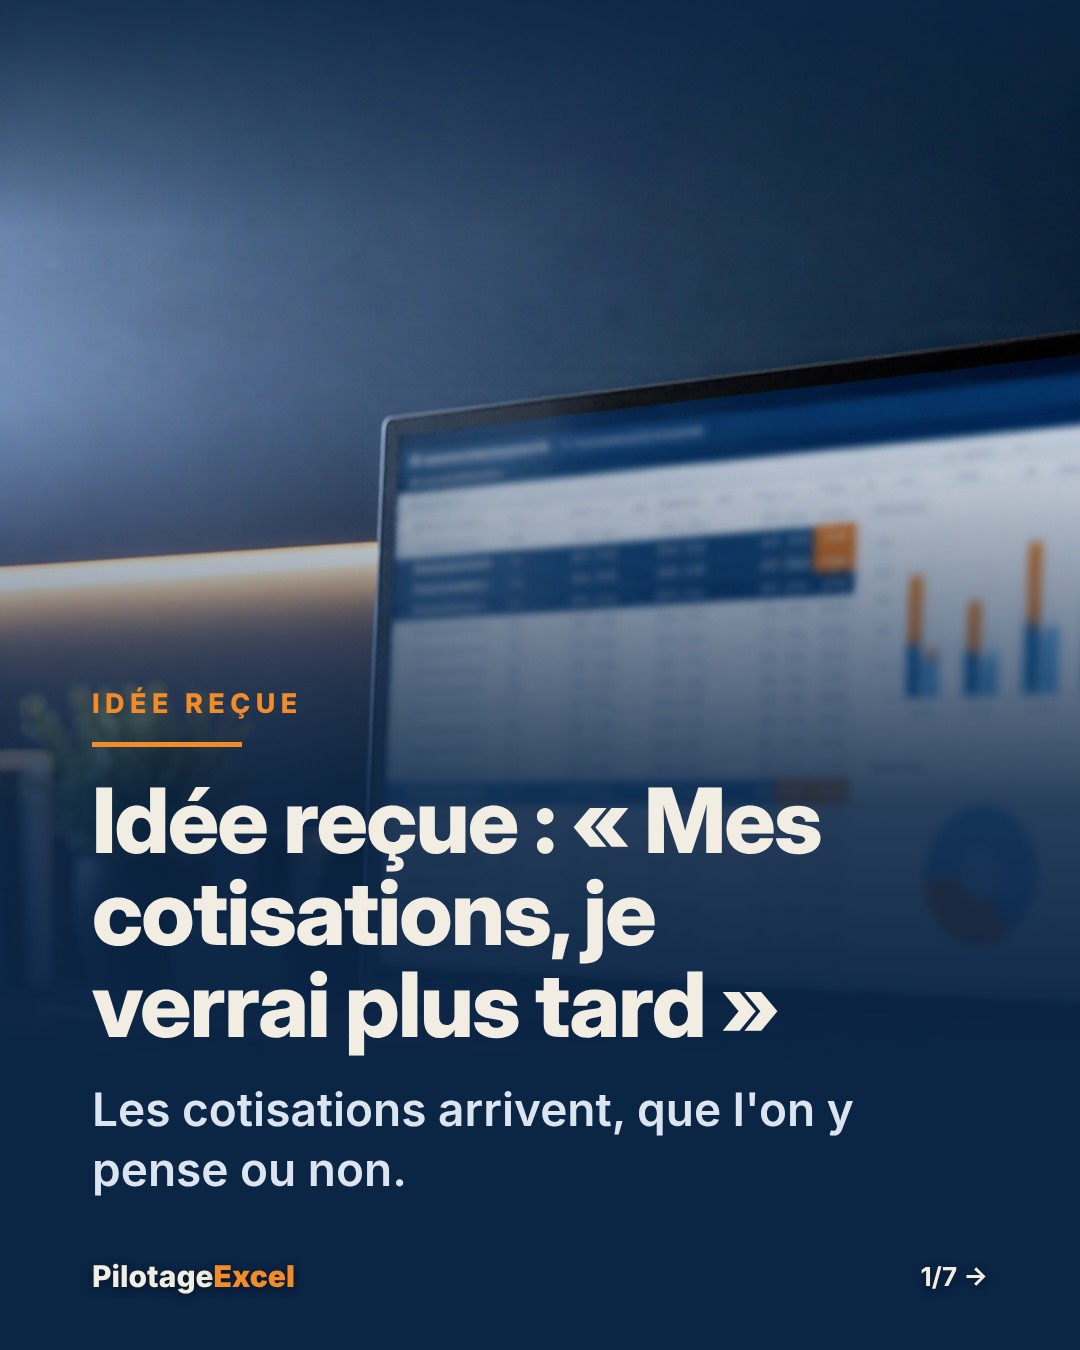 IDÉE REÇUE
Idée reçue : « Mes
cotisations, je
verrai plus tard »
Les cotisations arrivent, que l'on y
pense ou non.
PilotageExcel
1/7 →